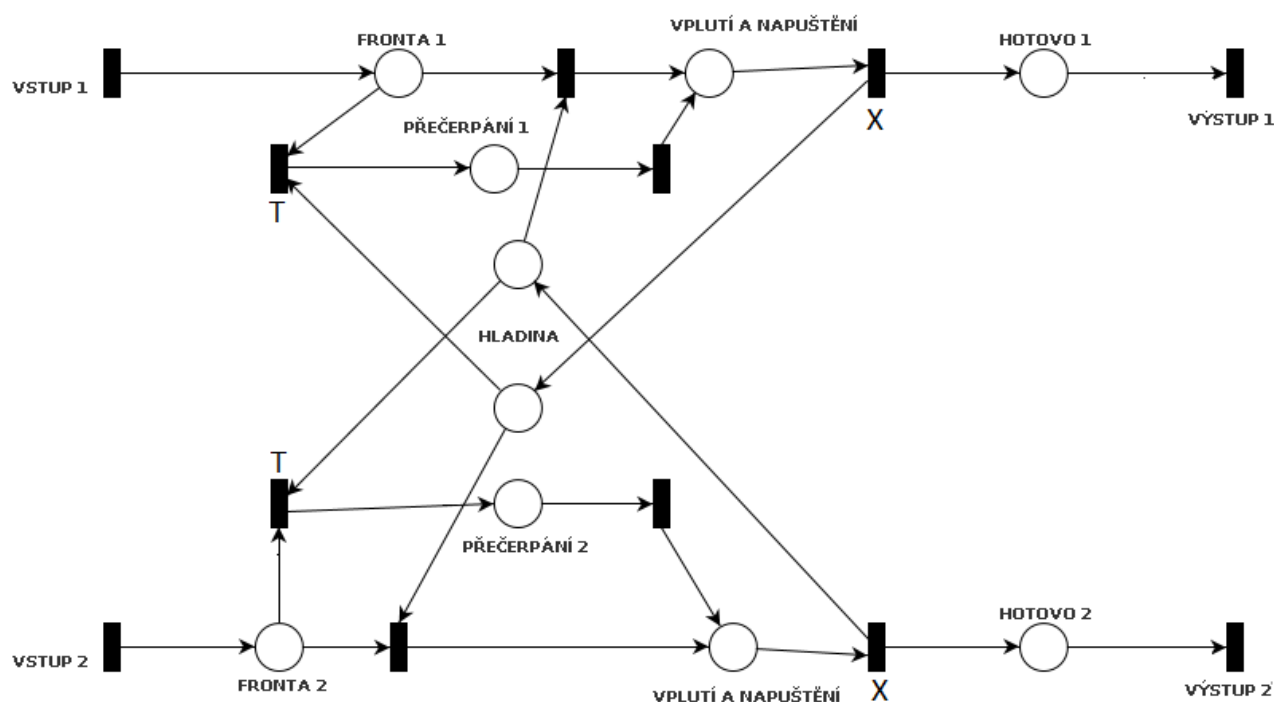 VPLUTÍ A NAPUŠTĚNÍ
FRONTA 1
HOTOVO 1
VSTUP 1
VÝSTUP 1
X
PŘEČERPÁNÍ 1
T
HLADINA
T
PŘEČERPÁNÍ 2
HOTOVO 2
VSTUP 2
FRONTA 2
VPLUTÍ A NAPUŠTĚNÍ
X
VÝSTUP 2